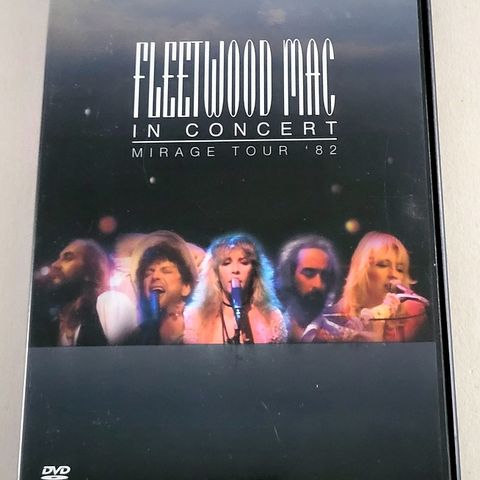 FLEETWOOD MAC
IN CONCERT
MIRAGE TOUR '82
DVD